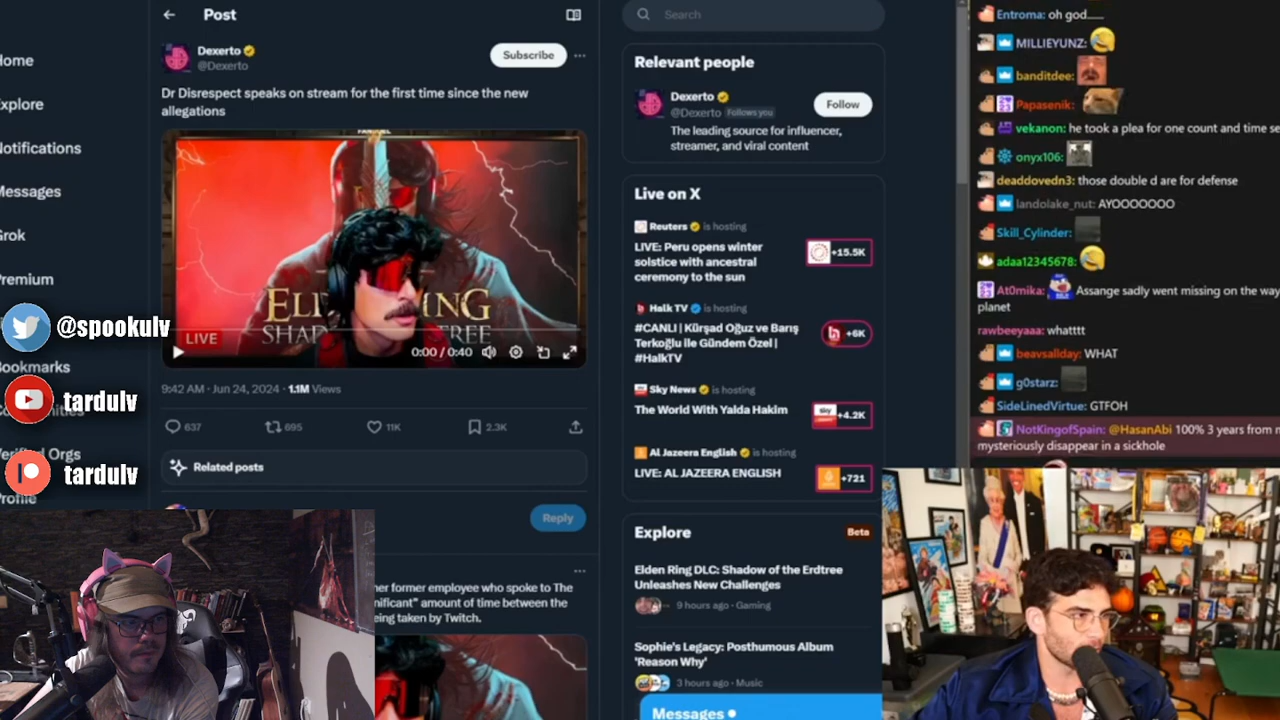 Home
Explore
Notifications
Messages
Grok
Premium
Bookmarks
Verified Orgs
Profile
@spookulv
tardulv
tardulv
Post
Dexerto
@Dexerto
Subscribe
Dr Disrespect speaks on stream for the first time since the new
allegations
LIVE
0:00 / 0:40
9:42 AM · Jun 24, 2024 · 1.1M Views
637
695
11K
2.3K
Related posts
Reply
her former employee who spoke to The
nificant” amount of time between the
eing taken by Twitch.
Search
Relevant people
Dexerto
@Dexerto Follows you
Follow
The leading source for influencer,
streamer, and viral content
Live on X
Reuters is hosting
LIVE: Peru opens winter
solstice with ancestral
ceremony to the sun
+15.5K
Halk TV is hosting
#CANLI | Kürşad Oğuz ve Barış
Terkoğlu ile Gündem Özel |
#HalkTV
+6K
Sky News is hosting
The World With Yalda Hakim
+4.2K
Al Jazeera English is hosting
LIVE: AL JAZEERA ENGLISH
+721
Explore
Beta
Elden Ring DLC: Shadow of the Erdtree
Unleashes New Challenges
9 hours ago · Gaming
Sophie's Legacy: Posthumous Album
'Reason Why'
3 hours ago · Music
Messages
Entroma: oh god......
MILLIEYUNZ:
banditdee:
Papasenik:
vekanon: he took a plea for one count and time se
onyx106:
deaddovedn3: those double d are for defense
landolake_nut: AYOOOOOOO
Skill_Cylinder:
adaa12345678:
At0mika: Assange sadly went missing on the way
planet
rawbeeyaaa: whatttt
beavsallday: WHAT
g0starz:
SideLinedVirtue: GTFOH
NotKingofSpain: @HasanAbi 100% 3 years from
mysteriously disappear in a sickhole